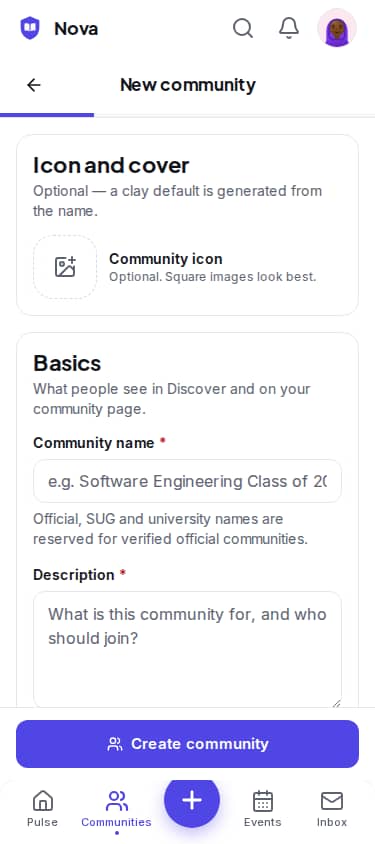 Nova
New community
Icon and cover
Optional — a clay default is generated from
the name.
Community icon
Optional. Square images look best.
Basics
What people see in Discover and on your
community page.
Community name *
e.g. Software Engineering Class of 20
Official, SUG and university names are
reserved for verified official communities.
Description *
What is this community for, and who
should join?
Create community
Pulse
Communities
Events
Inbox